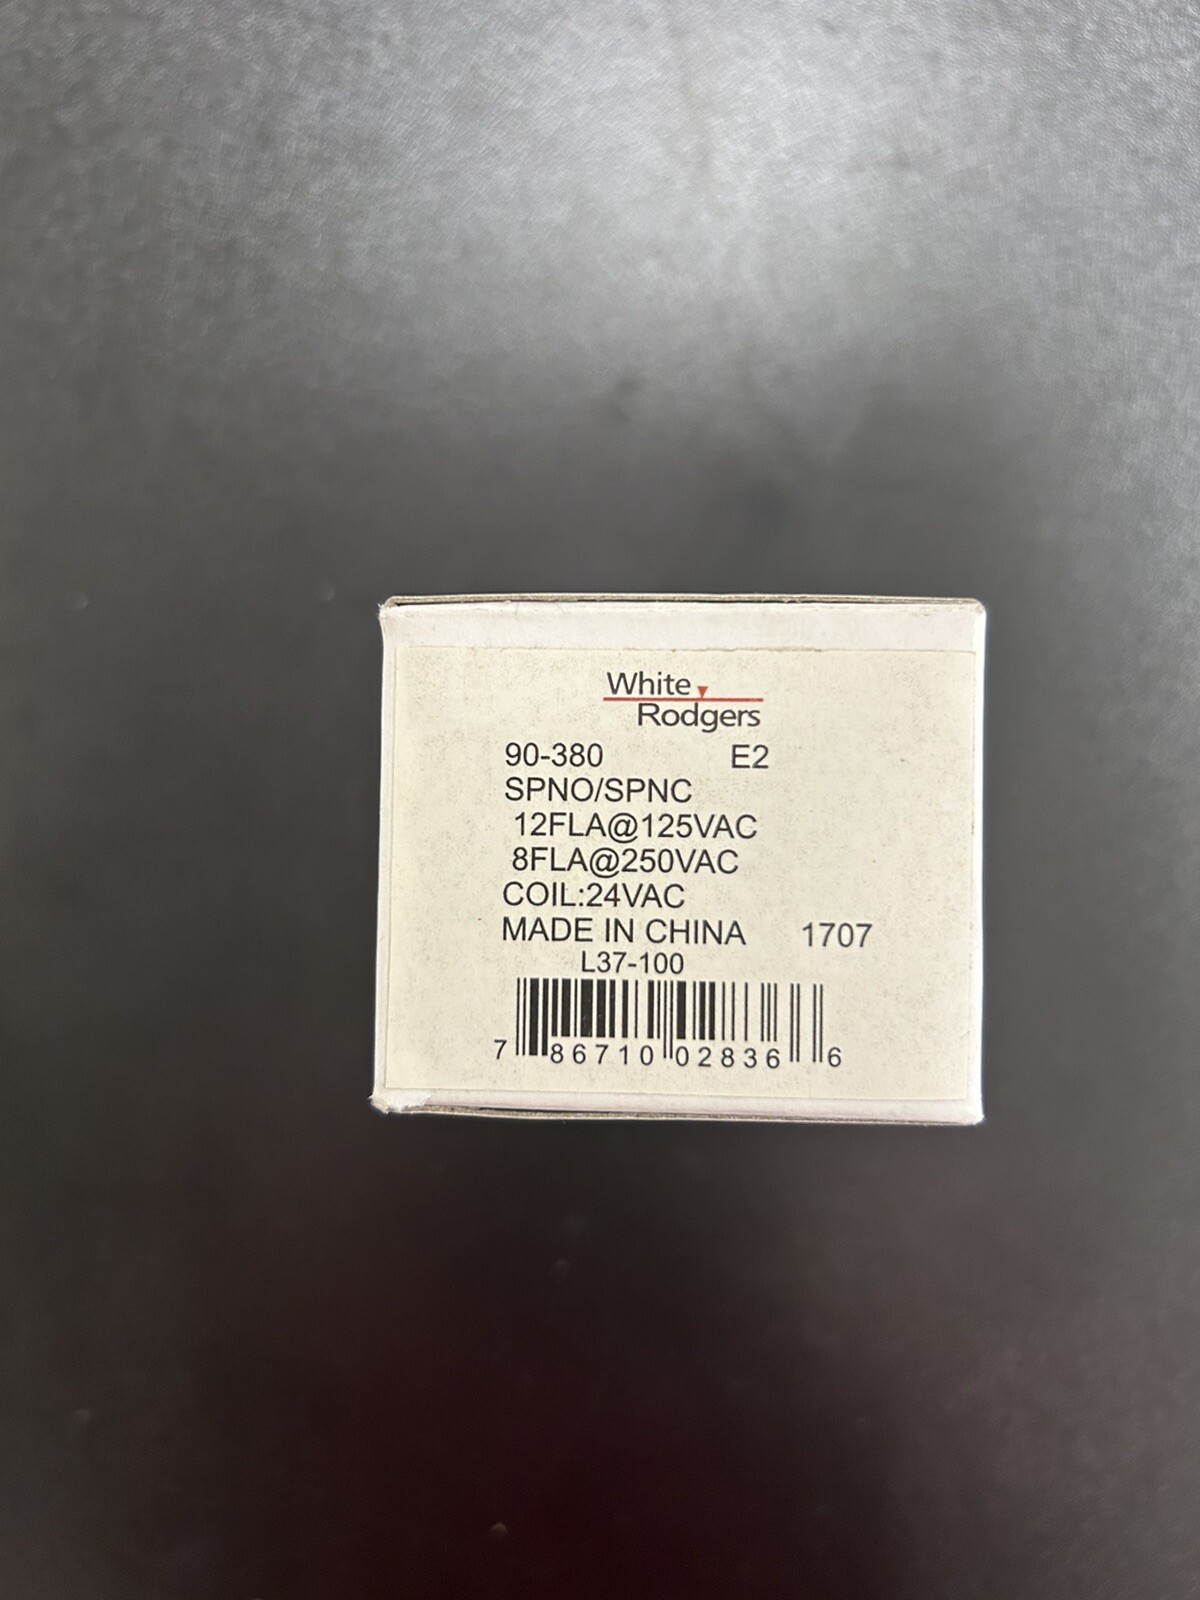 White
Rodgers
90-380 E2
SPNO/SPNC
12FLA@125VAC
8FLA@250VAC
COIL:24VAC
MADE IN CHINA 1707
L37-100
7 86710 02836 6